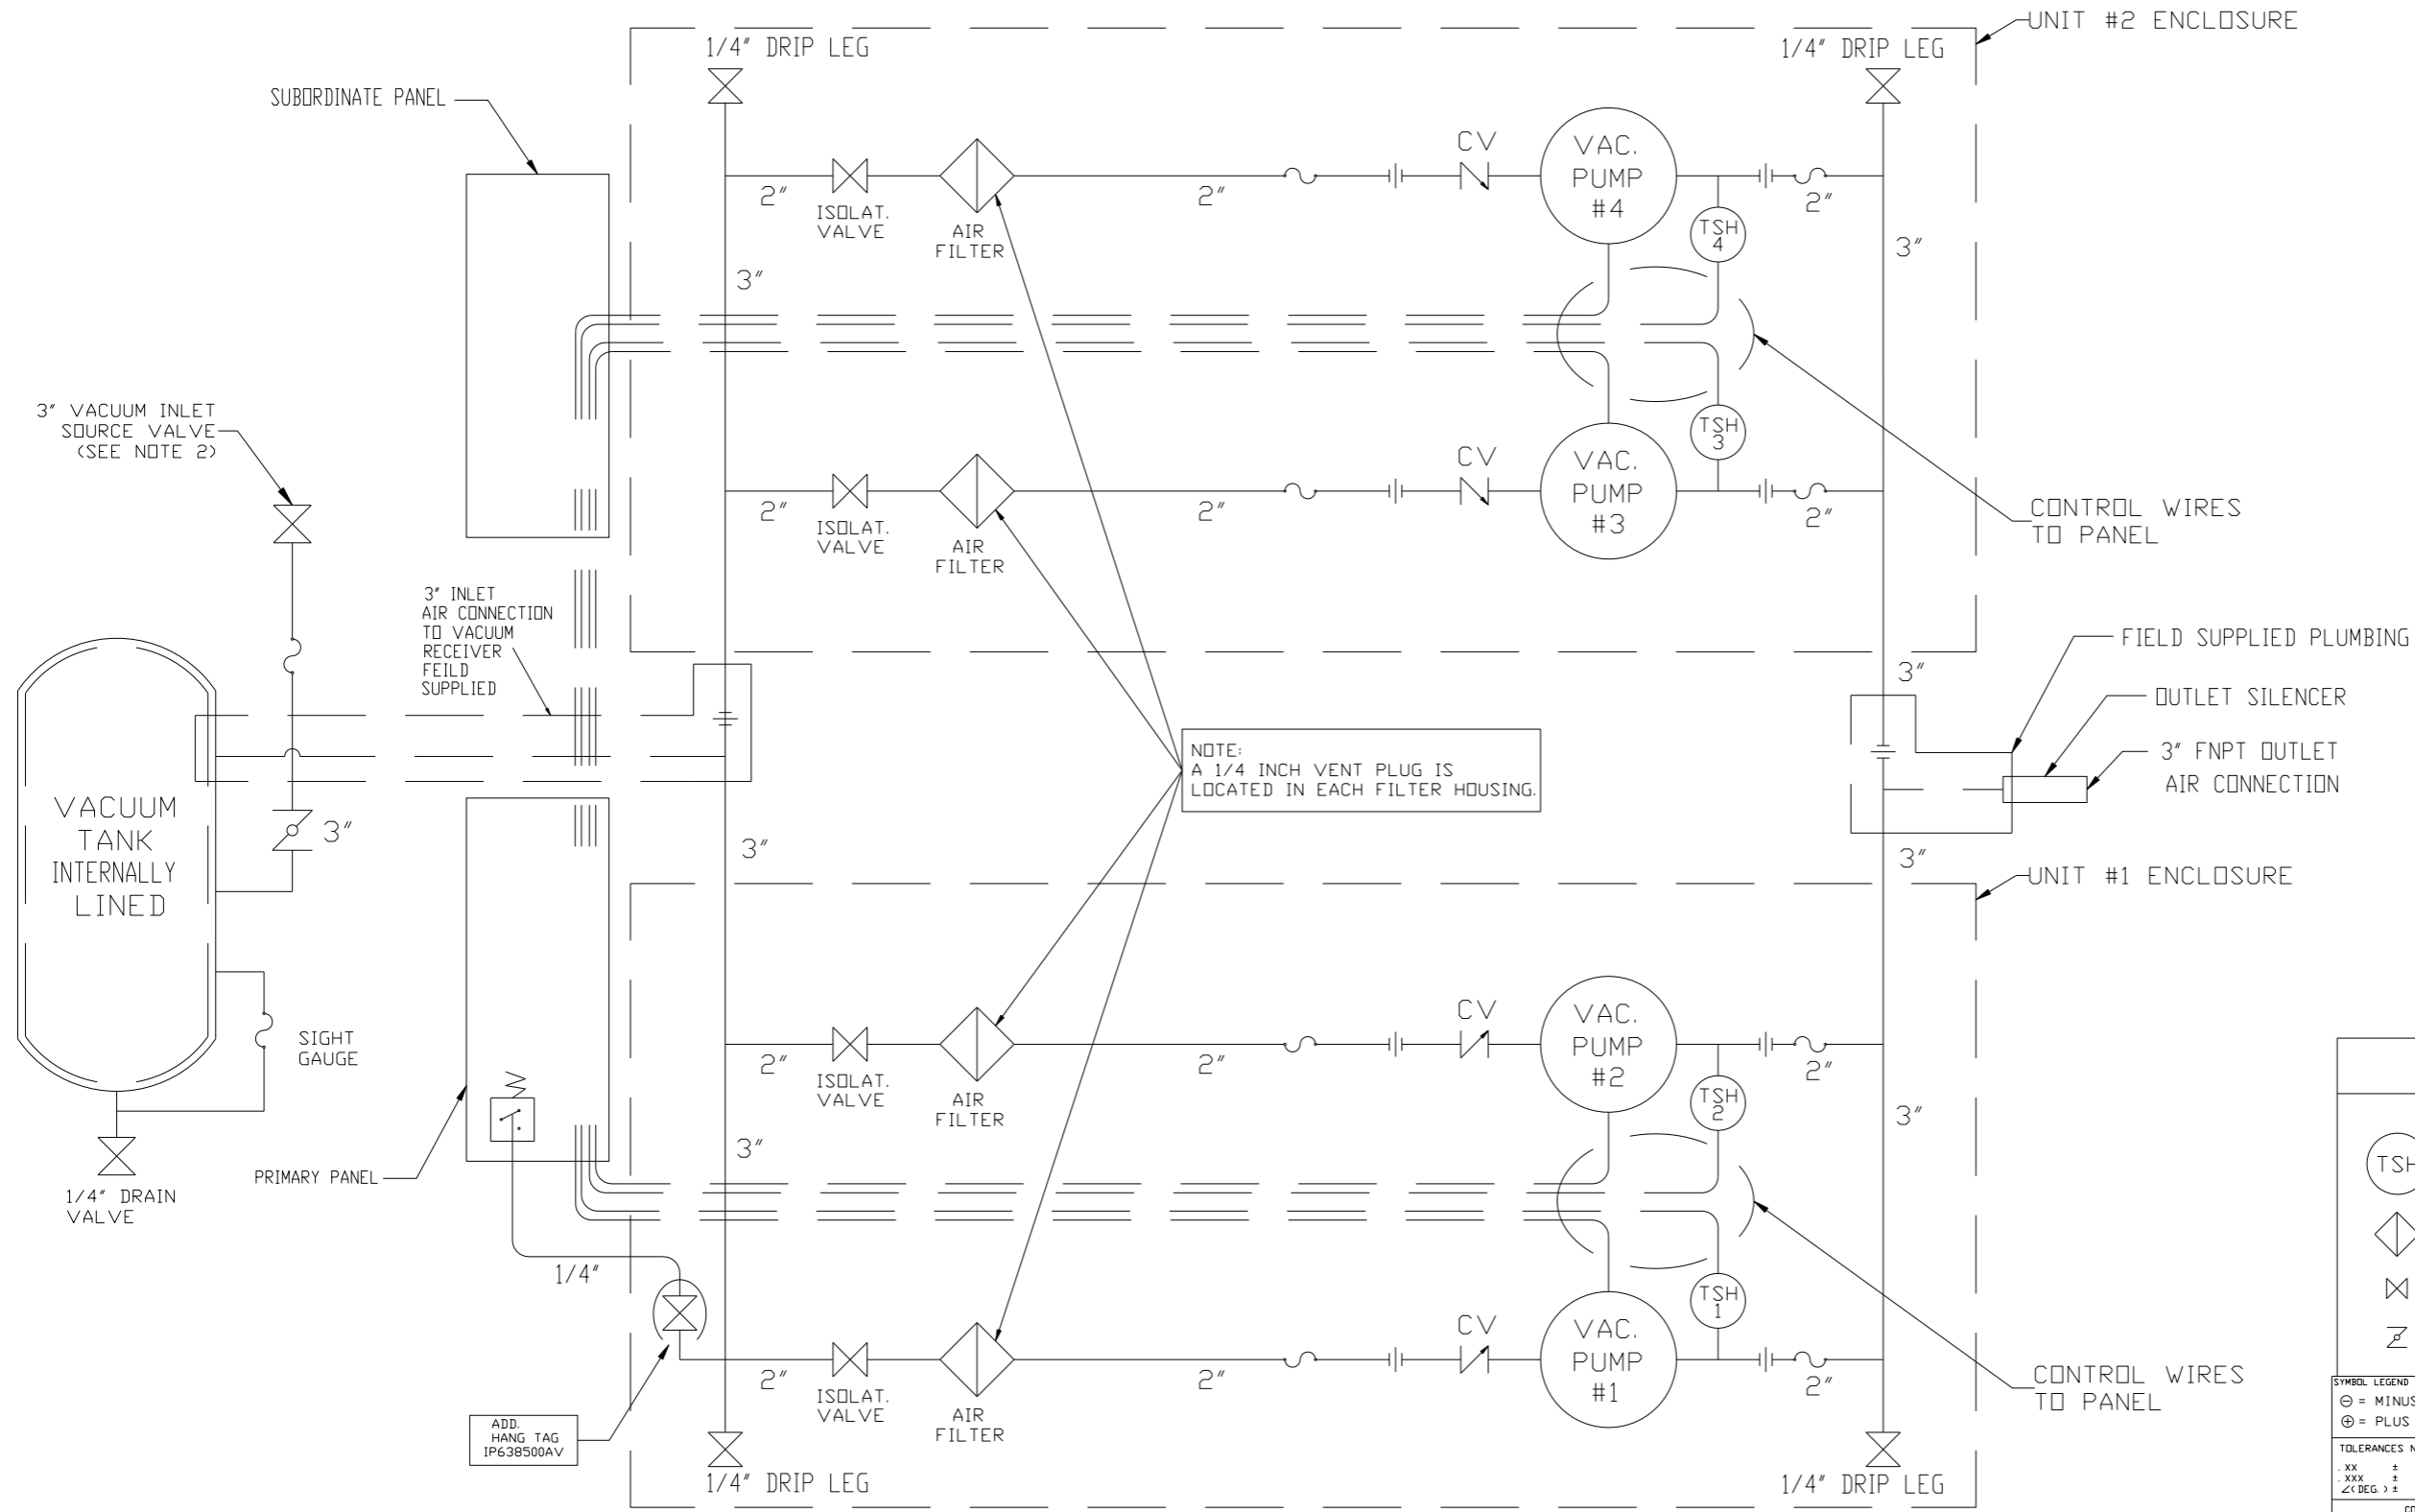 UNIT #2 ENCLOSURE
1/4" DRIP LEG
1/4" DRIP LEG
SUBORDINATE PANEL
CV
VAC.
PUMP
#4
2"
ISOLAT.
VALVE
AIR
FILTER
2"
TSH
4
2"
3"
3"
3" VACUUM INLET
SOURCE VALVE
(SEE NOTE 2)
CV
VAC.
PUMP
#3
TSH
3
2"
ISOLAT.
VALVE
AIR
FILTER
2"
2"
CONTROL WIRES
TO PANEL
3" INLET
AIR CONNECTION
TO VACUUM
RECEIVER
FEILD
SUPPLIED
FIELD SUPPLIED PLUMBING
3"
OUTLET SILENCER
NOTE:
A 1/4 INCH VENT PLUG IS
LOCATED IN EACH FILTER HOUSING.
3" FNPT OUTLET
AIR CONNECTION
VACUUM
TANK
INTERNALLY
LINED
3"
3"
3"
UNIT #1 ENCLOSURE
SIGHT
GAUGE
CV
VAC.
PUMP
#2
2"
ISOLAT.
VALVE
AIR
FILTER
2"
TSH
2
2"
3"
3"
PRIMARY PANEL
1/4" DRAIN
VALVE
TSH
1/4"
CV
VAC.
PUMP
#1
TSH
1
2"
ISOLAT.
VALVE
AIR
FILTER
2"
2"
CONTROL WIRES
TO PANEL
ADD.
HANG TAG
IP638500AV
1/4" DRIP LEG
1/4" DRIP LEG
SYMBOL LEGEND
⊖ = MINUS
⊕ = PLUS
TOLERANCES
.XX ±
.XXX ±
∠(DEG.) ±